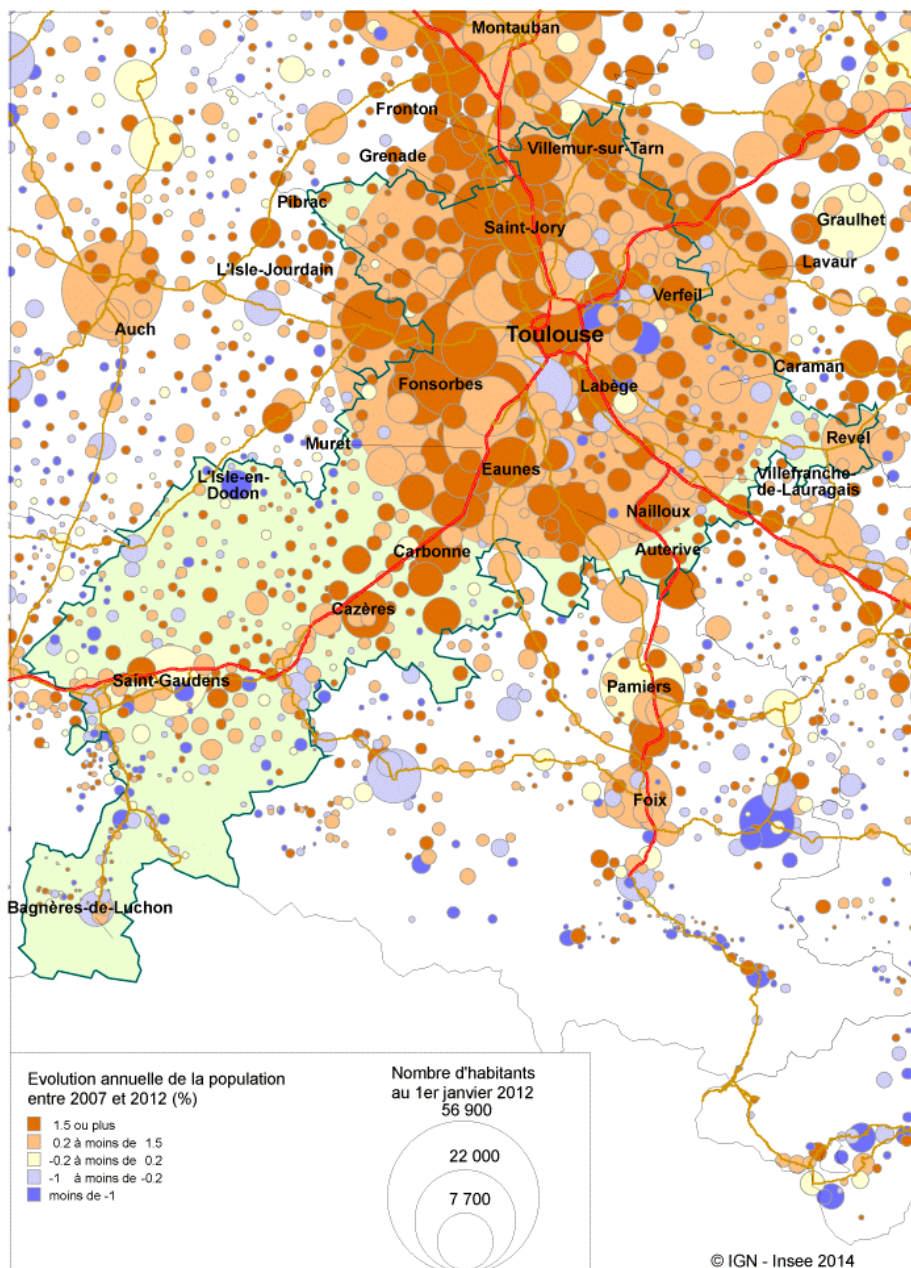 Montauban
Fronton
Villemur-sur-Tarn
Grenade
Pibrac
Graulhet
Saint-Jory
Lavaur
L'Isle-Jourdain
Verfeil
Auch
Toulouse
Caraman
Fonsorbes
Labège
Revel
Muret
Eaunes
L'Isle-en-
Dodon
Villefranche
-de-Lauragais
Nailloux
Carbonne
Auterive
Cazères
Saint-Gaudens
Pamiers
Foix
Bagnères-de-Luchon
Evolution annuelle de la population
entre 2007 et 2012 (%)
1.5 ou plus
0.2 à moins de 1.5
-0.2 à moins de 0.2
-1 à moins de -0.2
moins de -1
Nombre d'habitants
au 1er janvier 2012
56 900
22 000
7 700
© IGN - Insee 2014